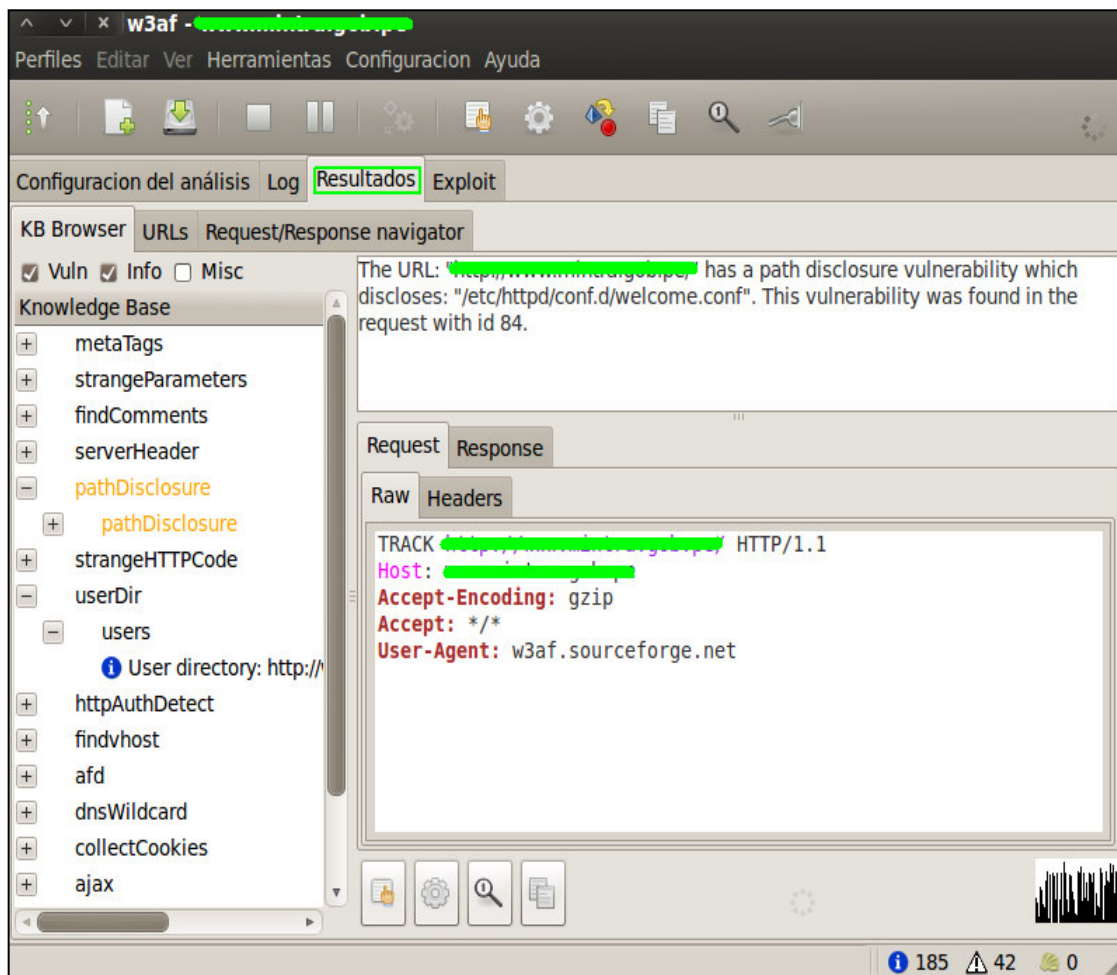 w3af -
Perfiles Editar Ver Herramientas Configuracion Ayuda
Configuracion del análisis Log Resultados Exploit
KB Browser URLs Request/Response navigator
Vuln Info Misc
Knowledge Base
metaTags
strangeParameters
findComments
serverHeader
pathDisclosure
pathDisclosure
strangeHTTPCode
userDir
users
User directory: http://
httpAuthDetect
findvhost
afd
dnsWildcard
collectCookies
ajax
The URL: " " has a path disclosure vulnerability which
discloses: "/etc/httpd/conf.d/welcome.conf". This vulnerability was found in the
request with id 84.
Request Response
Raw Headers
TRACK HTTP/1.1
Host:
Accept-Encoding: gzip
Accept: */*
User-Agent: w3af.sourceforge.net
185 42 0